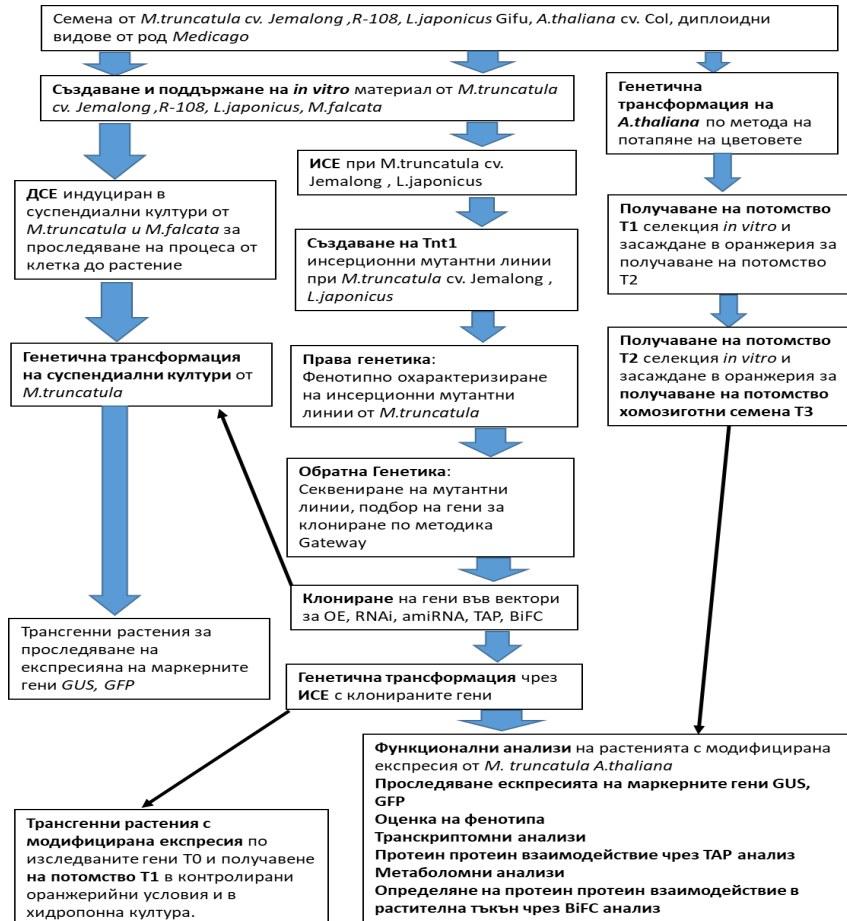 Семена от M.truncatula cv. Jemalong ,R-108, L.japonicus Gifu, A.thaliana cv. Col, диплоидни
видове от род Medicago
Създаване и поддържане на in vitro материал от M.truncatula
cv. Jemalong ,R-108, L.japonicus, M.falcata
Генетична
трансформация на
A.thaliana по метода на
потапяне на цветовете
ДСЕ индуциран в
суспендиални култури от
M.truncatula и M.falcata за
проследяване на процеса от
клетка до растение
ИСЕ при M.truncatula cv.
Jemalong , L.japonicus
Получаване на потомство
T1 селекция in vitro и
засаждане в оранжерия за
получаване на потомство
T2
Създаване на Tnt1
инсерционни мутантни линии
при M.truncatula cv. Jemalong ,
L.japonicus
Генетична трансформация
на суспендиални култури от
M.truncatula
Права генетика:
Фенотипно охарактеризиране
на инсерционни мутантни
линии от M.truncatula
Получаване на потомство
T2 селекция in vitro и
засаждане в оранжерия за
получаване на потомство
хомозиготни семена T3
Обратна Генетика:
Секвениране на мутантни
линии, подбор на гени за
клониране по методика
Gateway
Клониране на гени във вектори
за OE, RNAi, amiRNA, TAP, BiFC
Трансгенни растения за
проследяване на
експресияна на маркерните
гени GUS, GFP
Генетична трансформация чрез
ИСЕ с клонираните гени
Функционални анализи на растенията с модифицирана
експресия от M. truncatula A.thaliana
Проследяване ескпресията на маркерните гени GUS,
GFP
Оценка на фенотипа
Транскриптомни анализи
Протеин протеин взаимодействие чрез TAP анализ
Метаболомни анализи
Определяне на протеин протеин взаимодействие в
растителна тъкън чрез BiFC анализ
Трансгенни растения с
модифицирана експресия по
изследваните гени T0 и получавене
на потомство T1 в контролирани
оранжерийни условия и в
хидропонна култура.